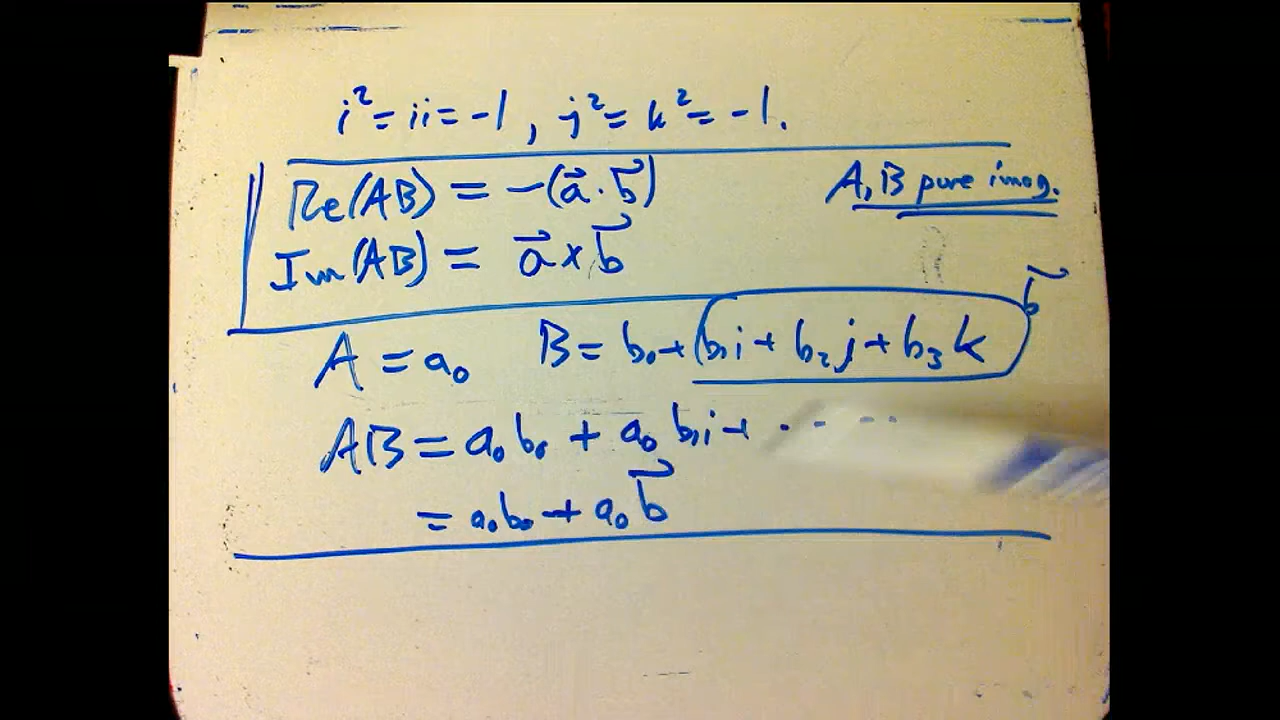 i² = ii = -1, j² = k² = -1.
Re(AB) = -(a⃗ · b⃗) A, B pure imag.
Im(AB) = a⃗ × b⃗
A = a₀ B = b₀ + (b₁i + b₂j + b₃k b⃗
AB = a₀b₀ + a₀b₁i + · · · ·
= a₀b₀ + a₀b⃗